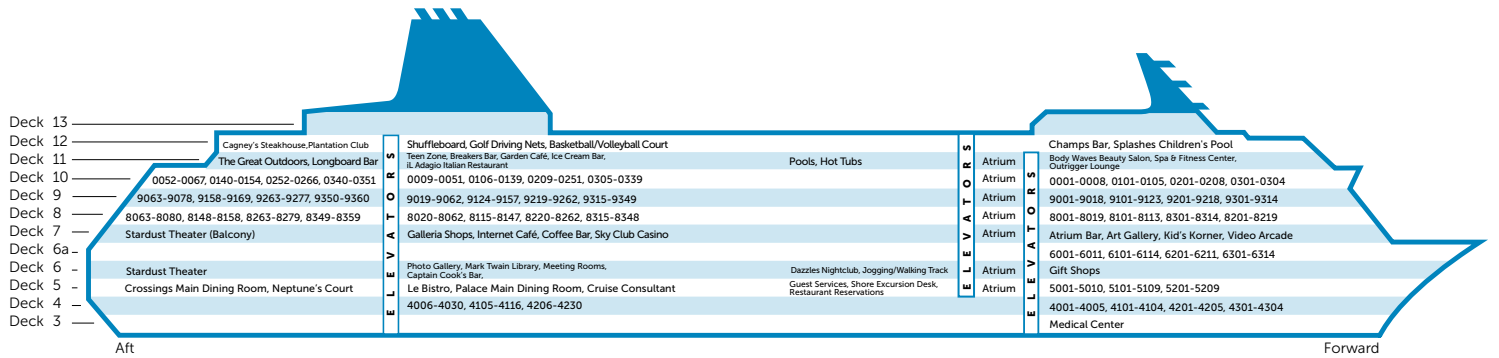 Deck 13
Deck 12
Cagney's Steakhouse,Plantation Club
Shuffleboard, Golf Driving Nets, Basketball/Volleyball Court
Champs Bar, Splashes Children's Pool
Deck 11
The Great Outdoors, Longboard Bar
Teen Zone, Breakers Bar, Garden Café, Ice Cream Bar,
iL Adagio Italian Restaurant
Pools, Hot Tubs
Atrium
Body Waves Beauty Salon, Spa & Fitness Center,
Outrigger Lounge
Deck 10
0052-0067, 0140-0154, 0252-0266, 0340-0351
0009-0051, 0106-0139, 0209-0251, 0305-0339
Atrium
0001-0008, 0101-0105, 0201-0208, 0301-0304
Deck 9
9063-9078, 9158-9169, 9263-9277, 9350-9360
9019-9062, 9124-9157, 9219-9262, 9315-9349
Atrium
9001-9018, 9101-9123, 9201-9218, 9301-9314
Deck 8
8063-8080, 8148-8158, 8263-8279, 8349-8359
8020-8062, 8115-8147, 8220-8262, 8315-8348
Atrium
8001-8019, 8101-8113, 8301-8314, 8201-8219
Deck 7
Stardust Theater (Balcony)
Galleria Shops, Internet Café, Coffee Bar, Sky Club Casino
Atrium
Atrium Bar, Art Gallery, Kid's Korner, Video Arcade
Deck 6a
6001-6011, 6101-6114, 6201-6211, 6301-6314
Deck 6
Stardust Theater
Photo Gallery, Mark Twain Library, Meeting Rooms,
Captain Cook's Bar,
Dazzles Nightclub, Jogging/Walking Track
Atrium
Gift Shops
Deck 5
Crossings Main Dining Room, Neptune's Court
Le Bistro, Palace Main Dining Room, Cruise Consultant
Guest Services, Shore Excursion Desk,
Restaurant Reservations
Atrium
5001-5010, 5101-5109, 5201-5209
Deck 4
4006-4030, 4105-4116, 4206-4230
4001-4005, 4101-4104, 4201-4205, 4301-4304
Deck 3
Medical Center
ELEVATORS
ELEVATORS
ELEVATORS
Aft
Forward